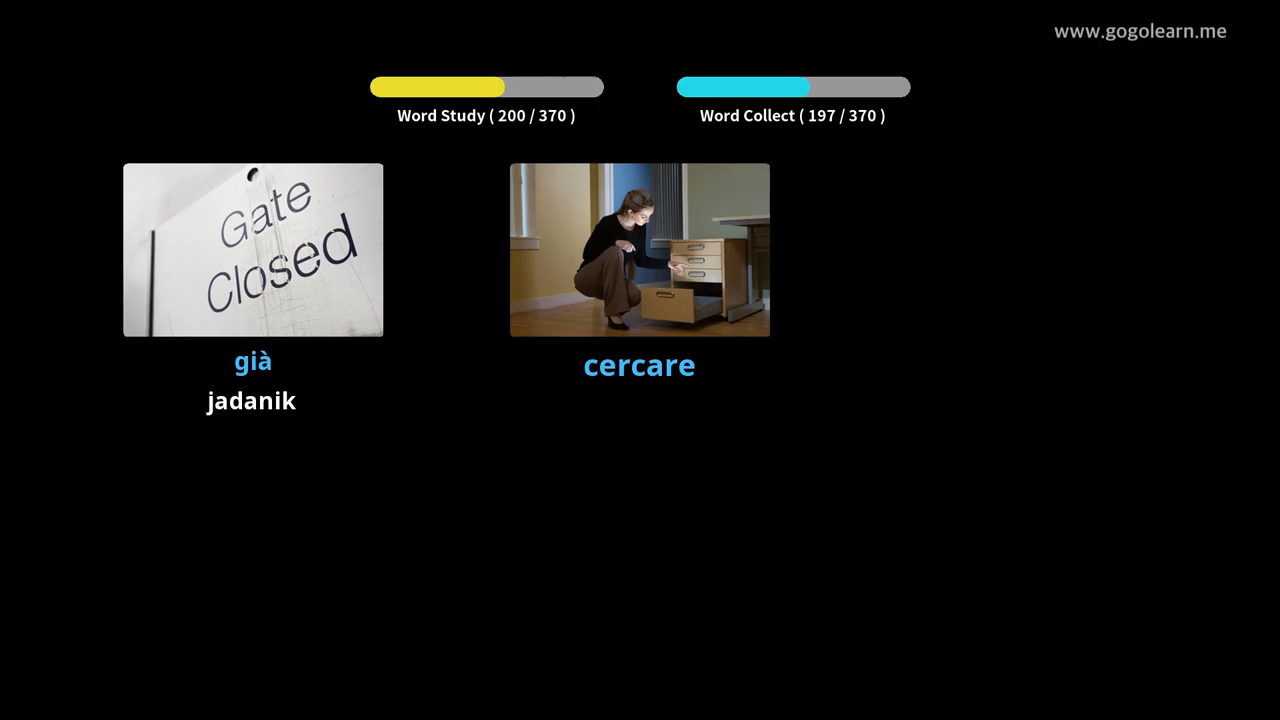 www.gogolearn.me
Word Study ( 200 / 370 )
Word Collect ( 197 / 370 )
Gate
Closed
già
jadanik
cercare